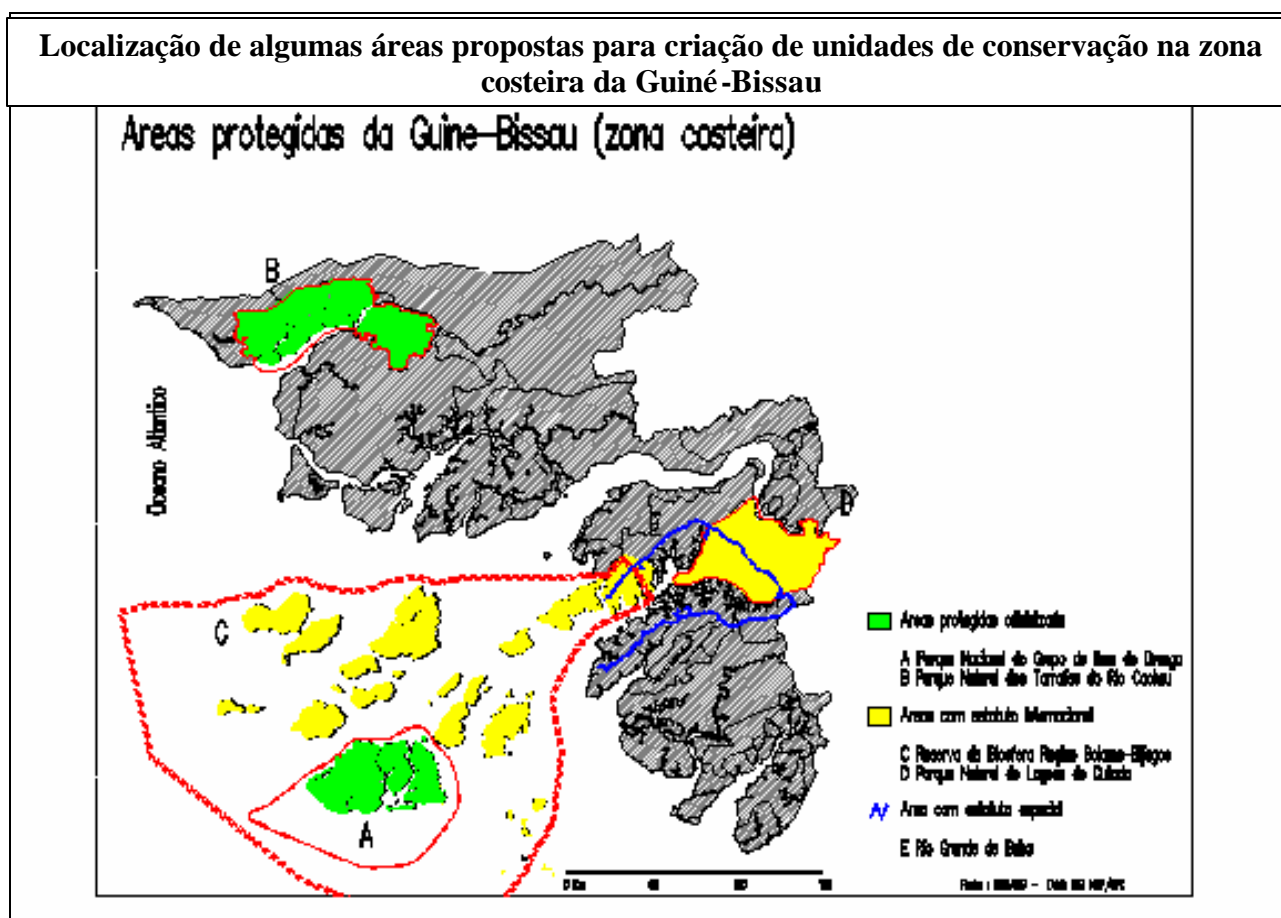 Localização de algumas áreas propostas para criação de unidades de conservação na zona
costeira da Guiné-Bissau
Areas protegidas da Guine-Bissau (zona costeira)
B
Oceano Atlantico
D
E
C
A
Areas protegidas
A Parque Nacional do Grupo de Ilhas de Orango
B Parque Natural dos Tarrafes do Rio Cacheu
Areas com estatuto internacional
C Reserva da Biosfera Regiao Bolama-Bijagos
D Parque Natural de Lagoas de Cufada
Area com estatuto especial
E Rio Grande de Buba
0 Km